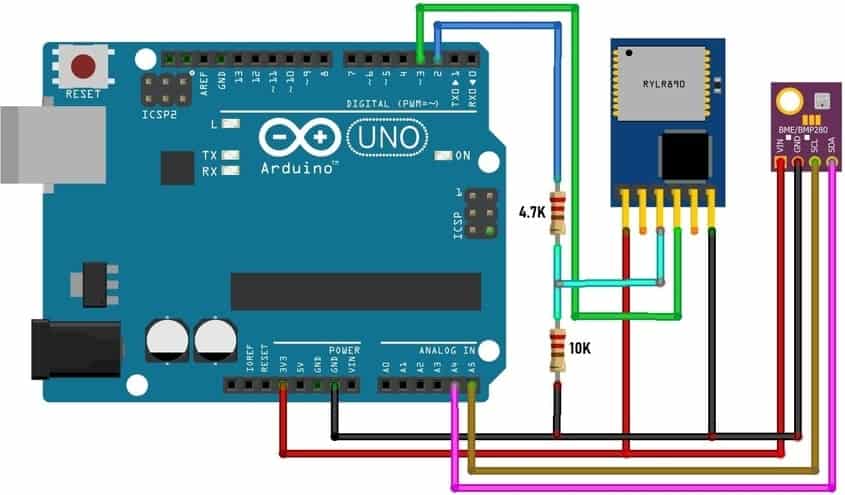 RESET
ICSP2
AREF
GND
13
12
~11
~10
~9
8
7
~6
~5
4
~3
2
TX0▶1
RX0◀0
DIGITAL (PWM=~)
L
TX
RX
UNO
Arduino™
ON
1
ICSP
IOREF
RESET
3V3
5V
GND
GND
VIN
POWER
ANALOG IN
A0
A1
A2
A3
A4
A5
4.7K
10K
RYLR890
BME/BMP280
VIN
GND
SCL
SDA